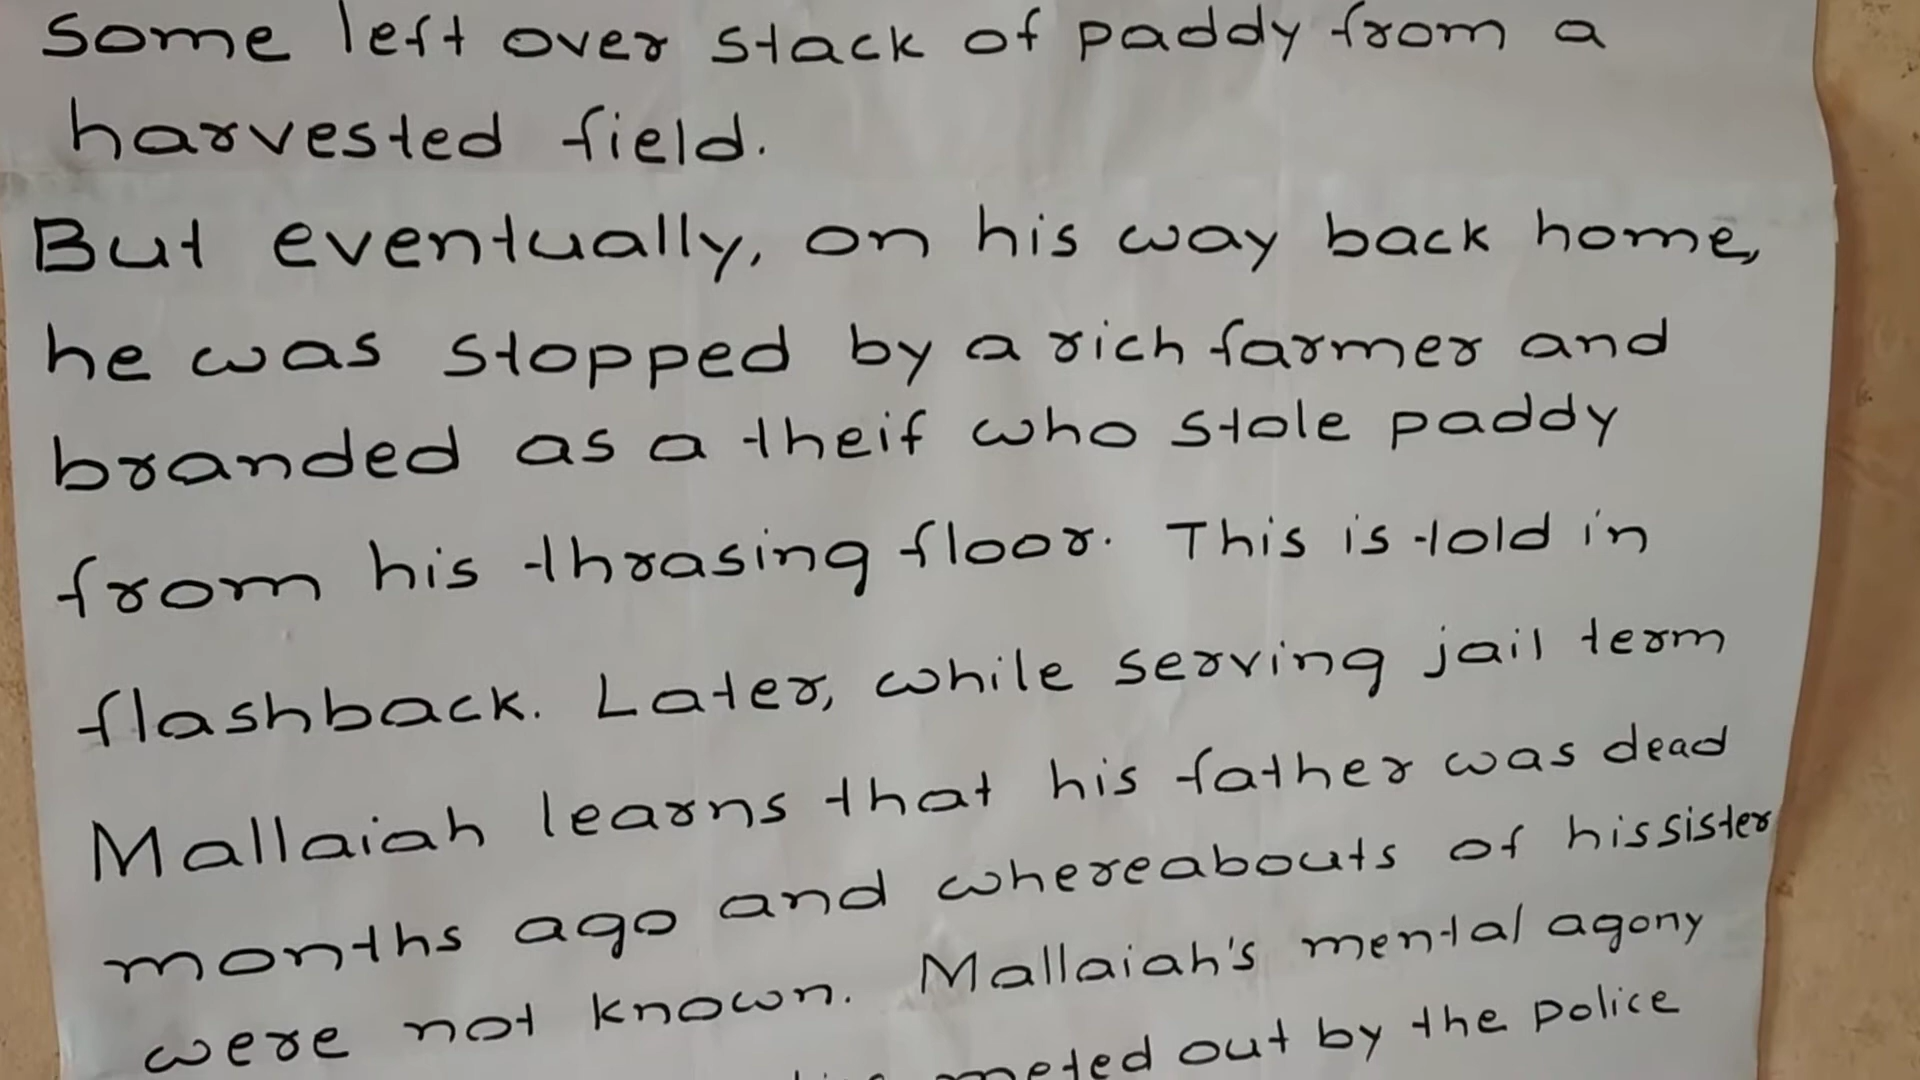 some left over stack of paddy from a
harvested field.
But eventually, on his way back home,
he was stopped by a rich farmer and
branded as a theif who stole paddy
from his thrasing floor. This is told in
flashback. Later, while serving jail term
Mallaiah learns that his father was dead
months ago and whereabouts of his sister
were not known. Mallaiah's mental agony
meted out by the police